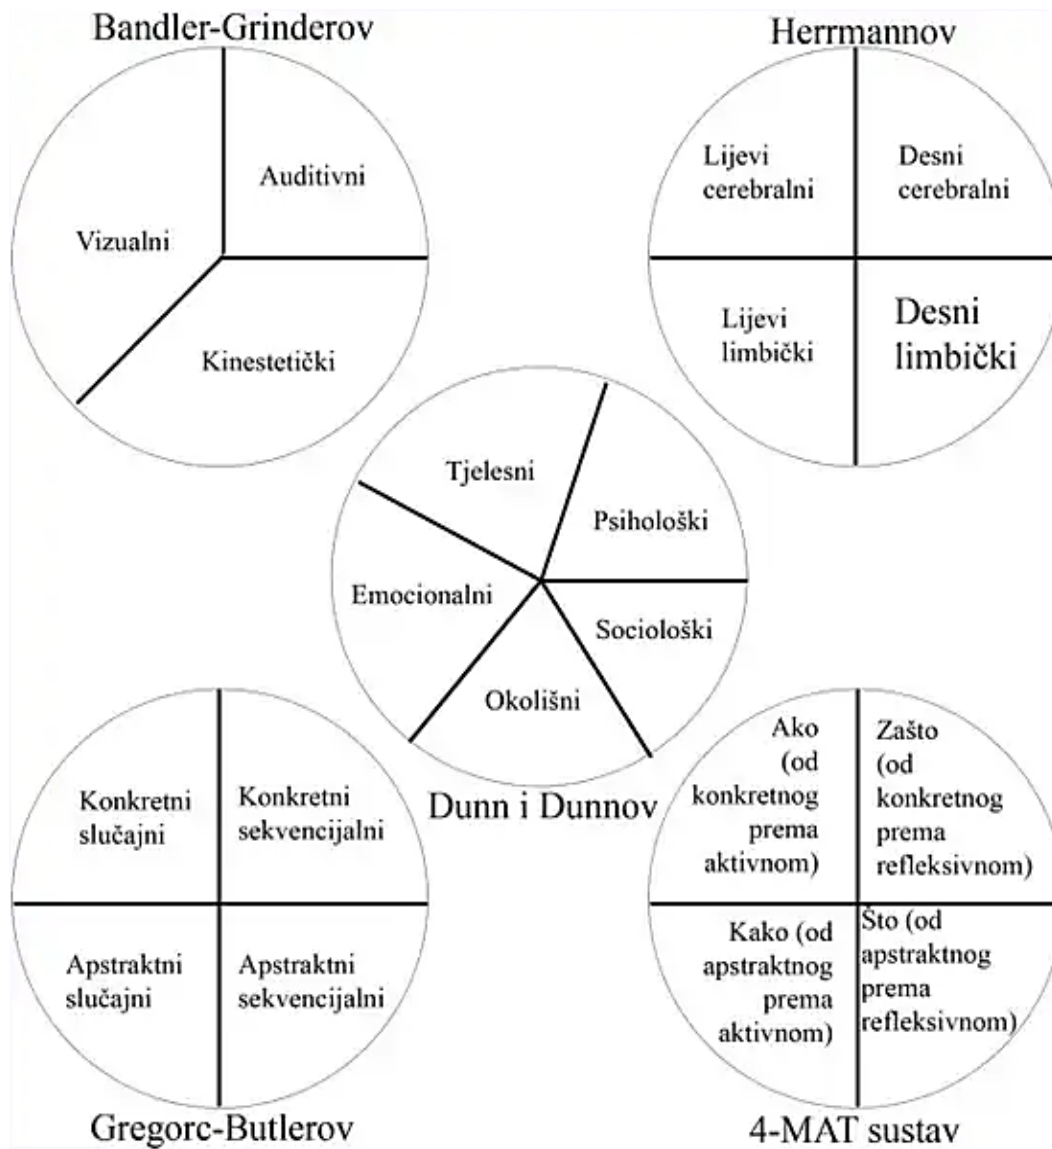 Bandler-Grinderov
Auditivni
Vizualni
Kinestetički
Herrmannov
Lijevi
cerebralni
Desni
cerebralni
Lijevi
limbički
Desni
limbički
Tjelesni
Psihološki
Emocionalni
Sociološki
Okolišni
Dunn i Dunnov
Konkretni
slučajni
Konkretni
sekvencijalni
Apstraktni
slučajni
Apstraktni
sekvencijalni
Gregorc-Butlerov
Ako
(od
konkretnog
prema
aktivnom)
Zašto
(od
konkretnog
prema
refleksivnom)
Kako (od
apstraktnog
prema
aktivnom)
Što (od
apstraktnog
prema
refleksivnom)
4-MAT sustav